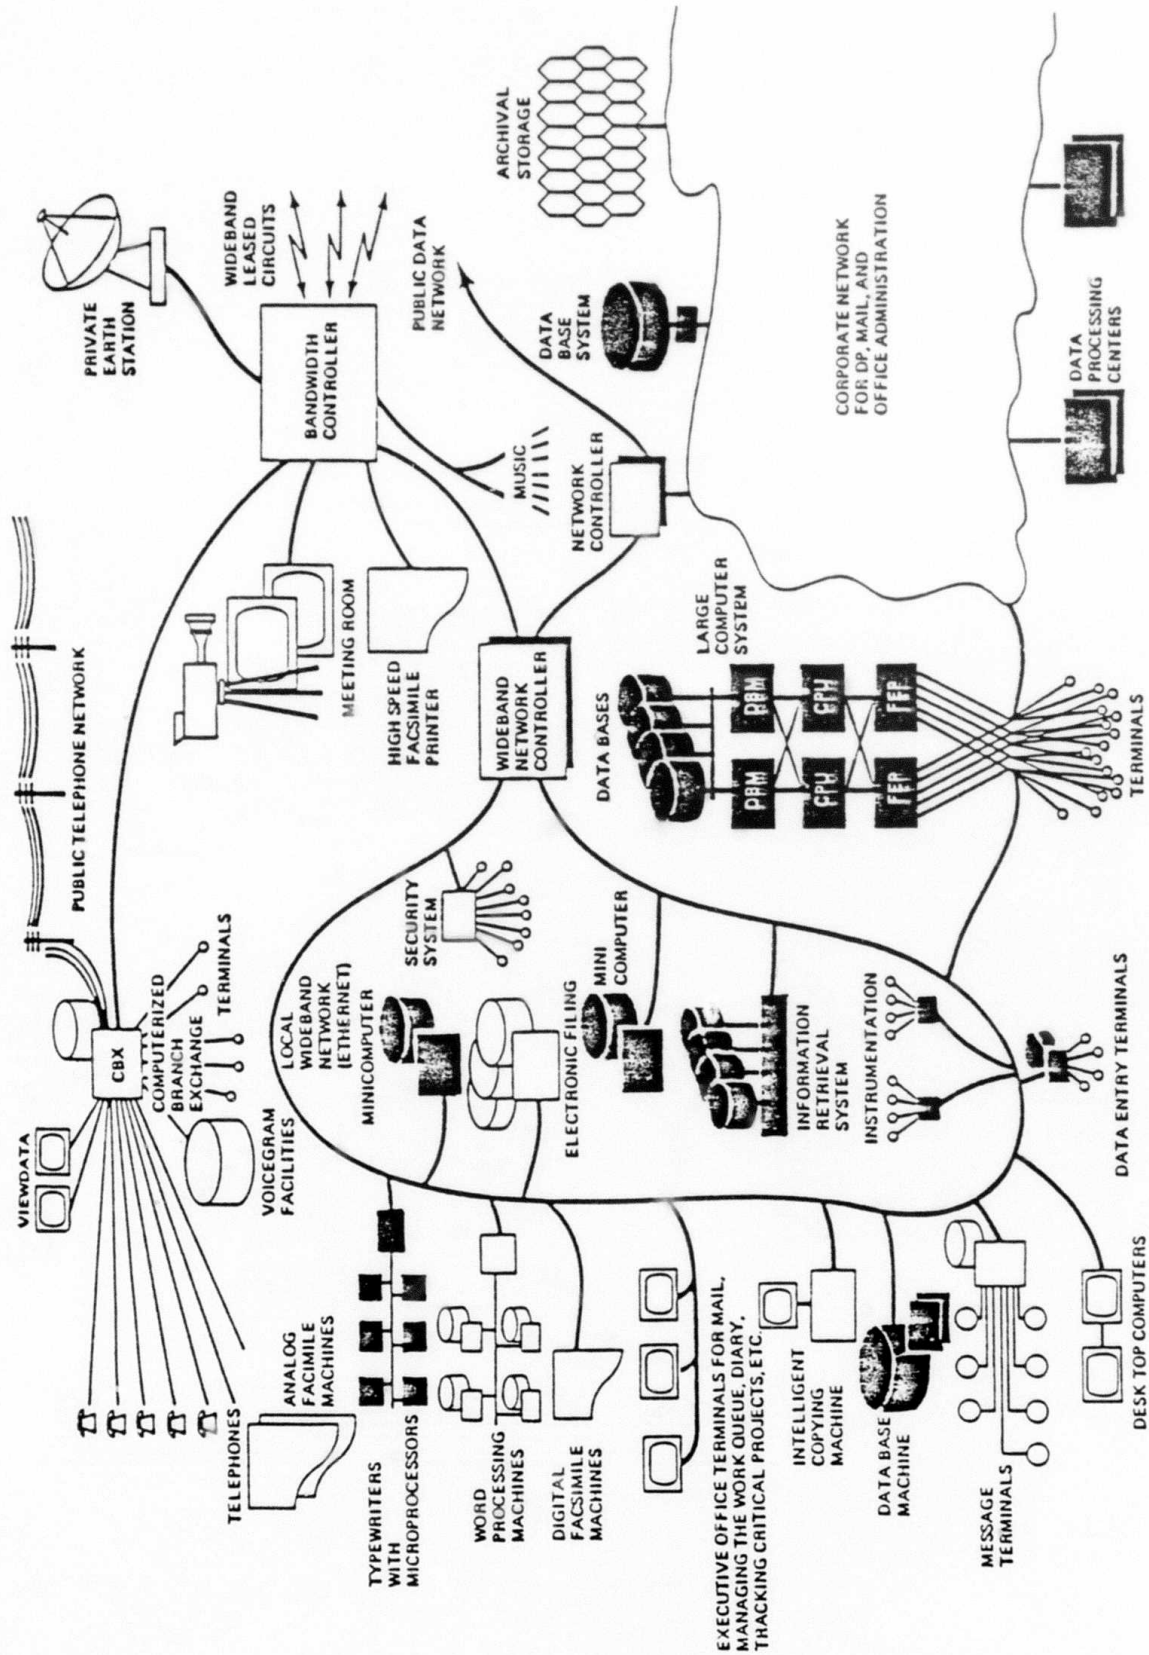 VIEWDATA
PUBLIC TELEPHONE NETWORK
PRIVATE
EARTH
STATION
CBX
COMPUTERIZED
BRANCH
EXCHANGE
TERMINALS
TELEPHONES
VOICEGRAM
FACILITIES
WIDEBAND
LEASED
CIRCUITS
BANDWIDTH
CONTROLLER
MEETING ROOM
HIGH SPEED
FACSIMILE
PRINTER
PUBLIC DATA
NETWORK
MUSIC
ANALOG
FACIMILE
MACHINES
LOCAL
WIDEBAND
NETWORK
(ETHERNET)
MINICOMPUTER
SECURITY
SYSTEM
WIDEBAND
NETWORK
CONTROLLER
NETWORK
CONTROLLER
DATA
BASE
SYSTEM
ARCHIVAL
STORAGE
TYPEWRITERS
WITH
MICROPROCESSORS
WORD
PROCESSING
MACHINES
DIGITAL
FACSIMILE
MACHINES
ELECTRONIC FILING
MINI
COMPUTER
DATA BASES
LARGE
COMPUTER
SYSTEM
DBM
DBM
CPH
CPH
FEP
FEP
TERMINALS
EXECUTIVE OFFICE TERMINALS FOR MAIL,
MANAGING THE WORK QUEUE, DIARY,
TRACKING CRITICAL PROJECTS, ETC.
INTELLIGENT
COPYING
MACHINE
DATA BASE
MACHINE
INFORMATION
RETRIEVAL
SYSTEM
INSTRUMENTATION
CORPORATE NETWORK
FOR DP, MAIL, AND
OFFICE ADMINISTRATION
DATA
PROCESSING
CENTERS
MESSAGE
TERMINALS
DESK TOP COMPUTERS
DATA ENTRY TERMINALS